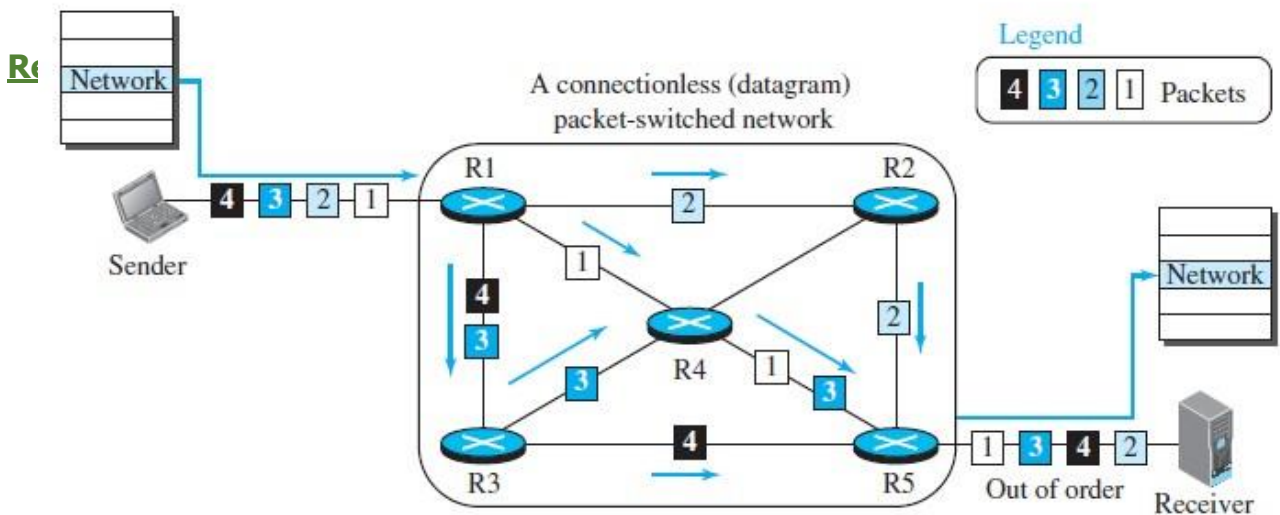 Legend
Network
4 3 2 1 Packets
A connectionless (datagram)
packet-switched network
R1
R2
2
4 3 2 1
Sender
1
Network
4
3
2
R4
1
3
3
4
R3
R5
1 3 4 2
Out of order
Receiver